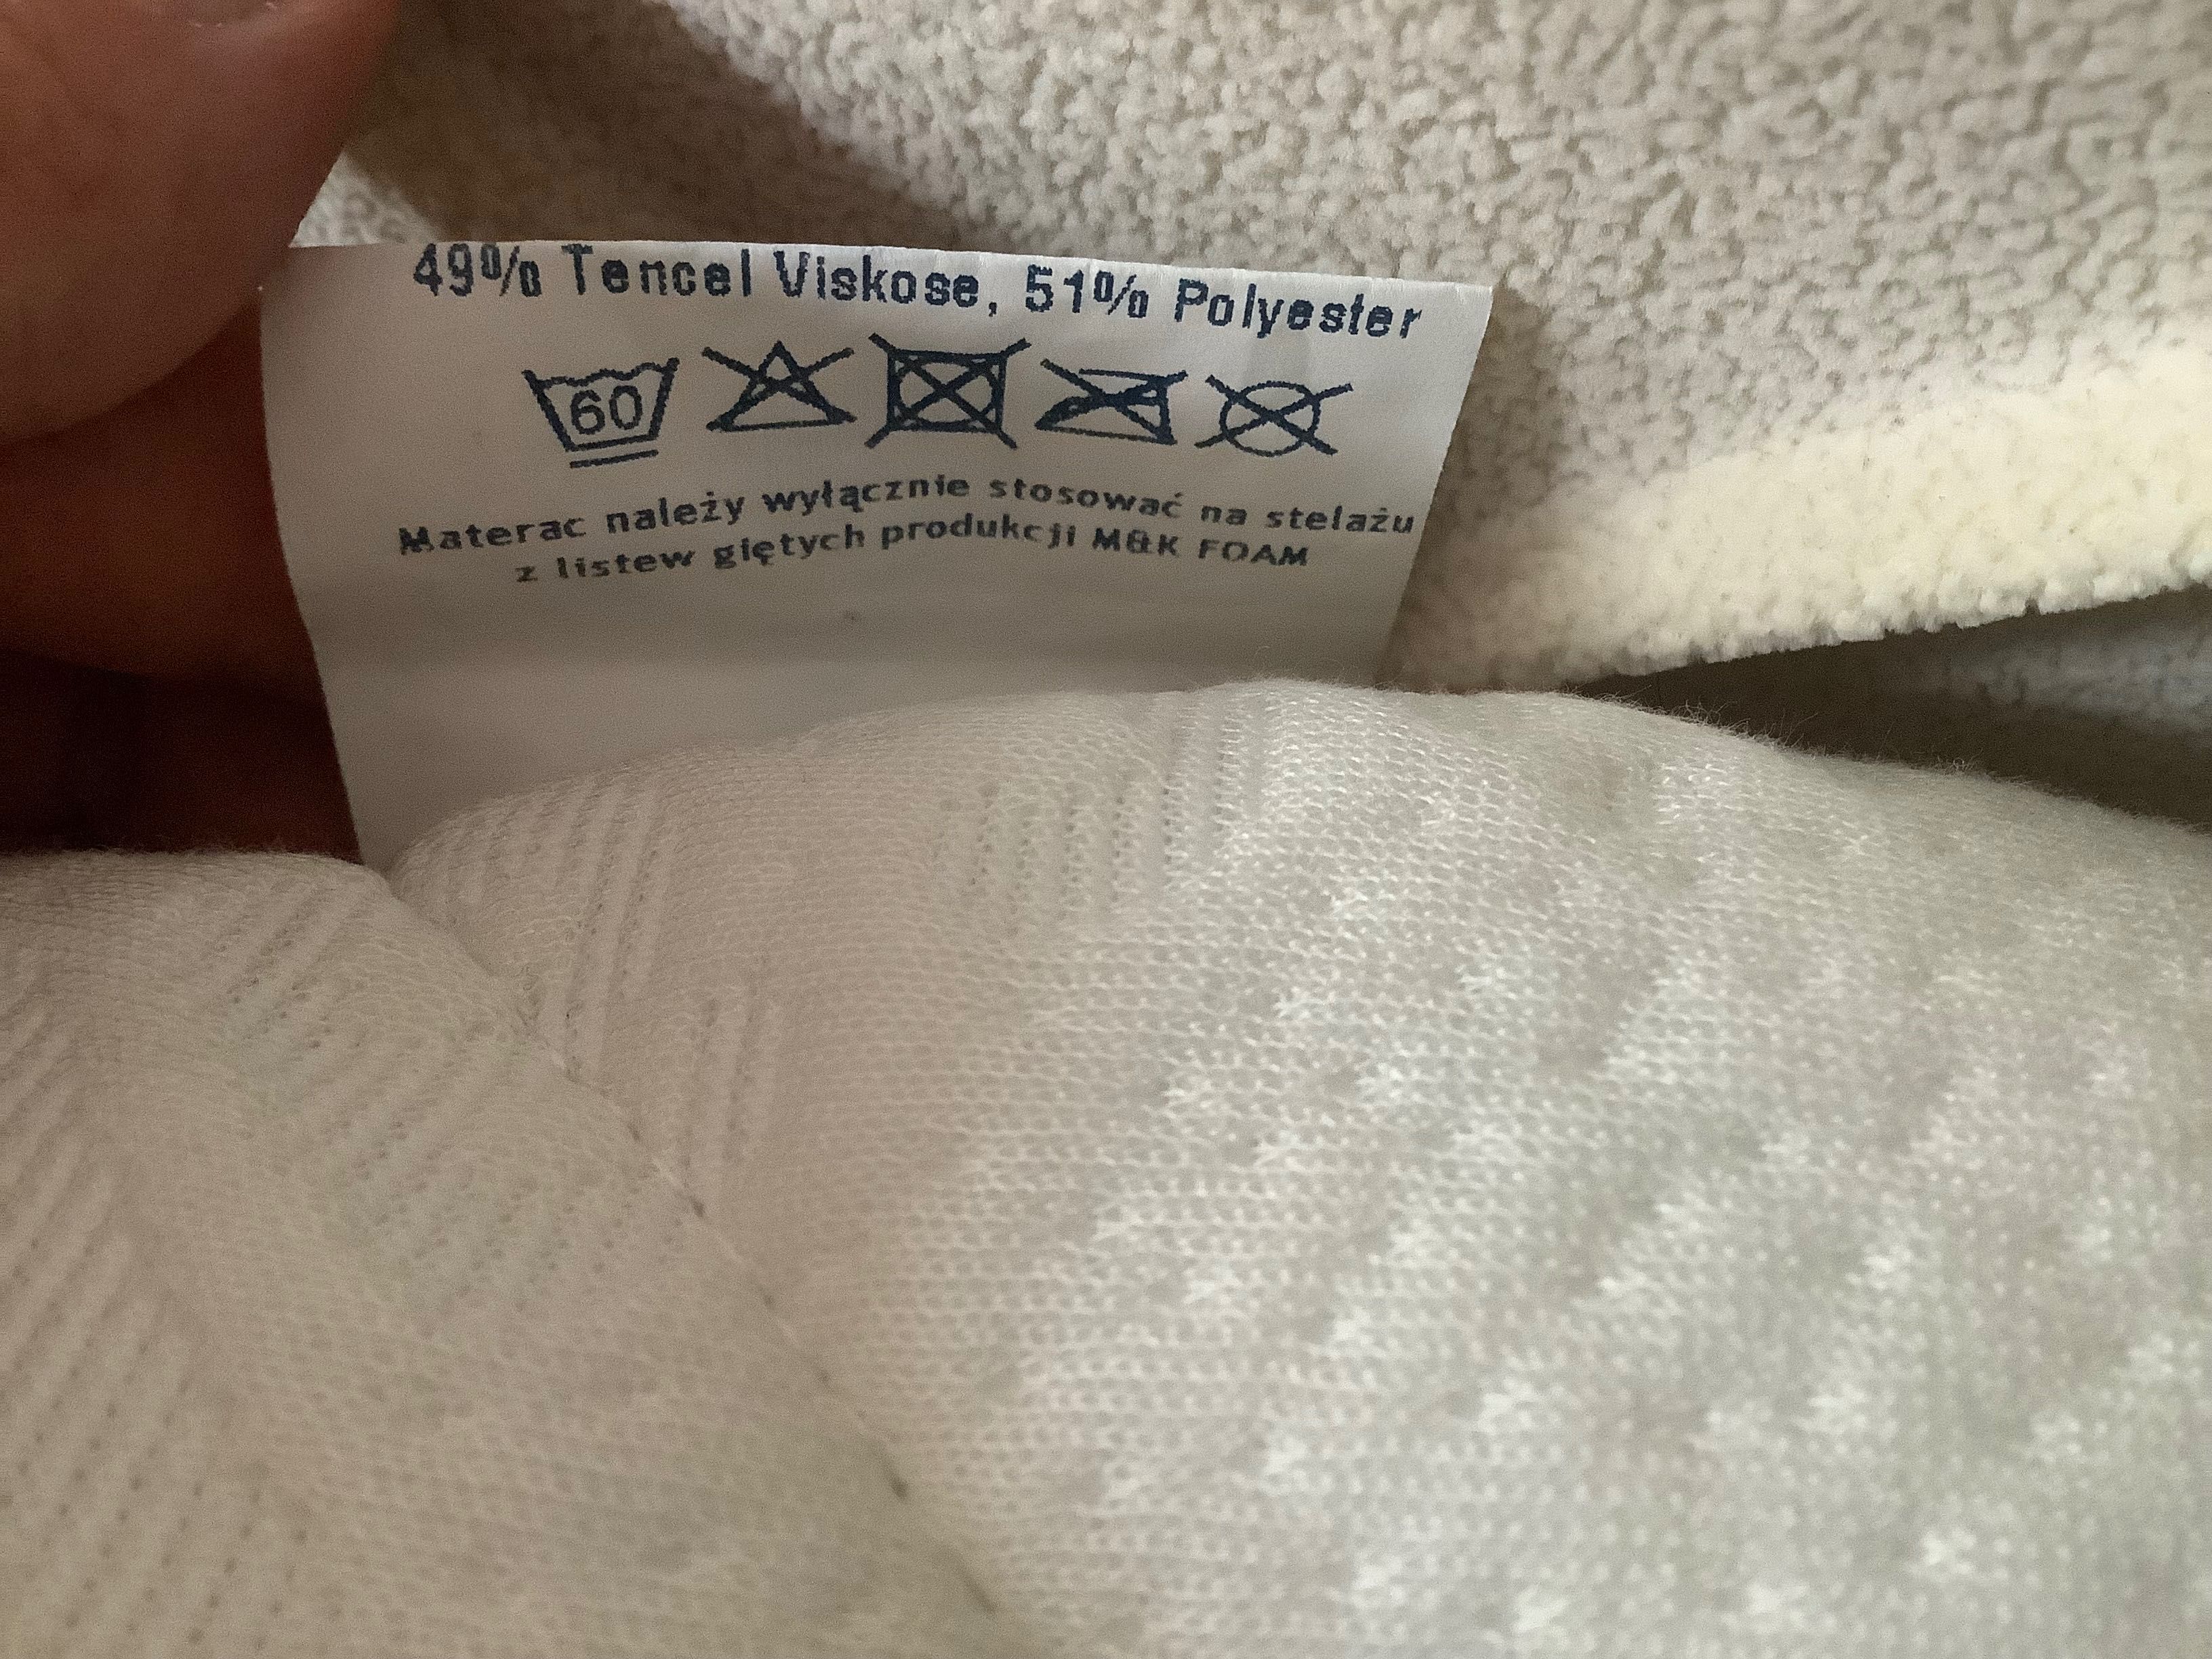 49% Tencel Viskose, 51% Polyester
60
Materac należy wyłącznie stosować na stelażu
z listew giętych produkcji M&K FOAM